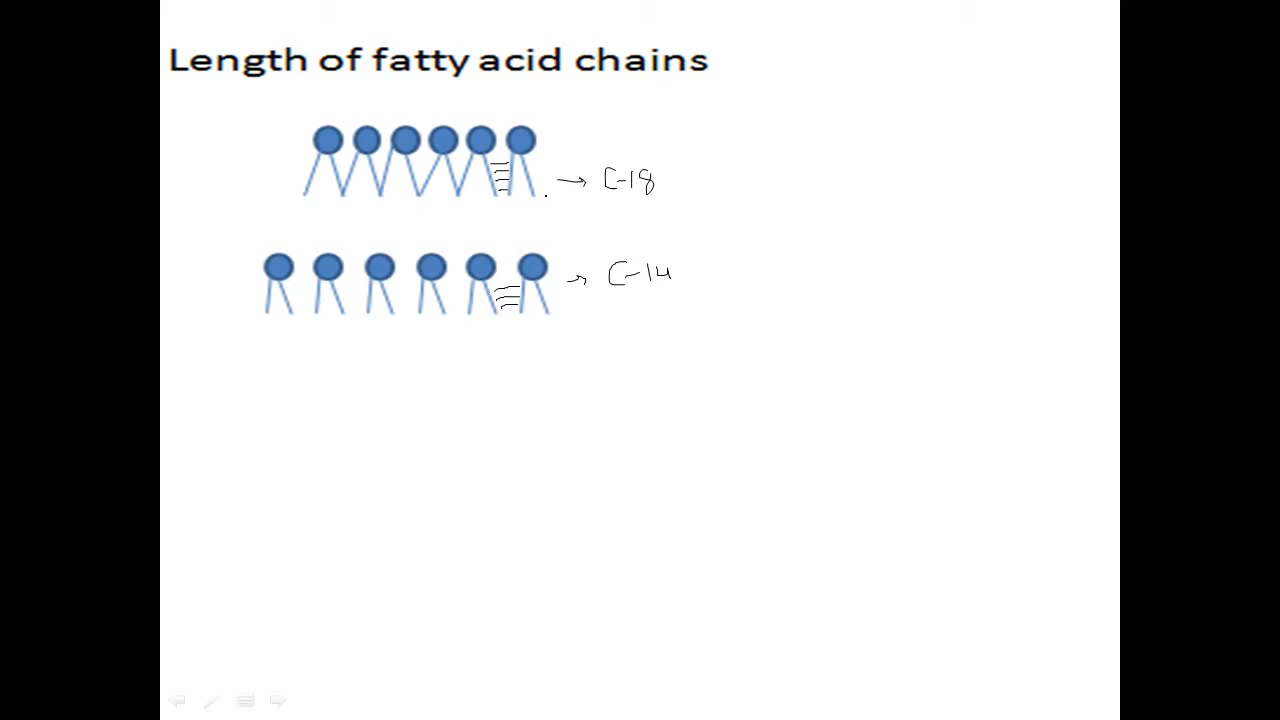 Length of fatty acid chains
→ C-18
→ C-14